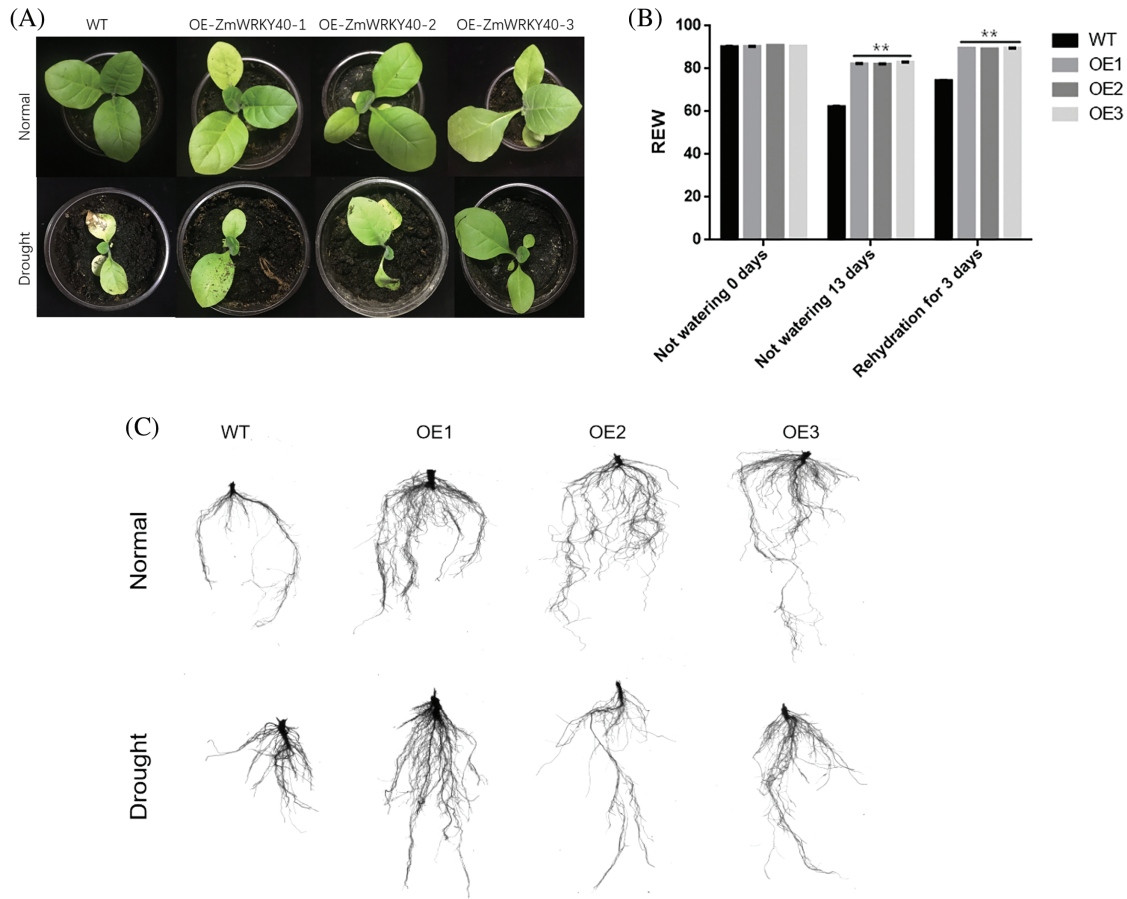 (A)
WT OE-ZmWRKY40-1 OE-ZmWRKY40-2 OE-ZmWRKY40-3
Normal
Drought
(B)
100
80
60
40
20
0
REW
**
**
WT
OE1
OE2
OE3
Not watering 0 days
Not watering 13 days
Rehydration for 3 days
(C)
WT OE1 OE2 OE3
Normal
Drought